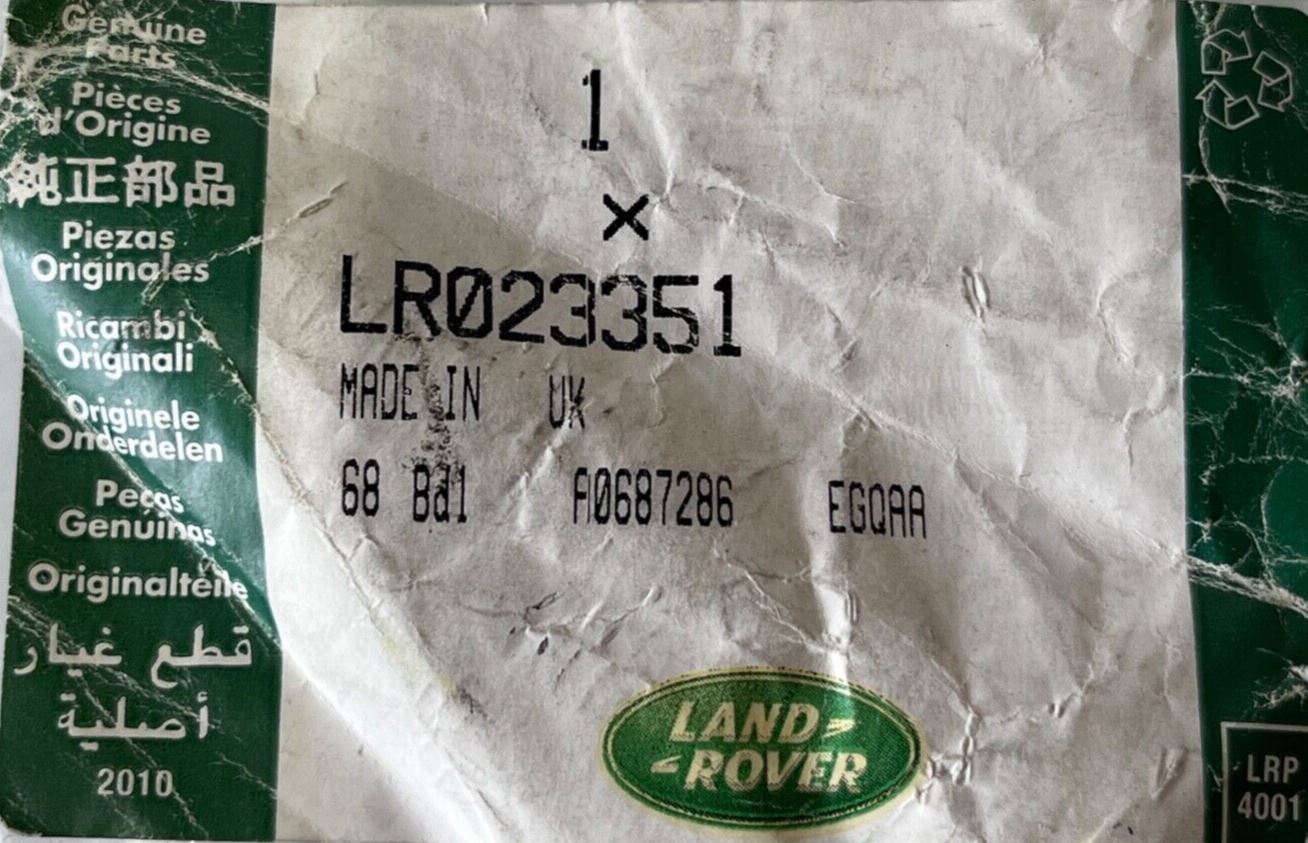 Genuine
Parts
Pièces
d'Origine
純正部品
Piezas
Originales
Ricambi
Originali
Originele
Onderdelen
Peças
Genuínas
Originalteile
قطع غيار
أصلية
2010
1
×
LR023351
MADE IN UK
68 Bd1 A0687286 EGQAA
LAND-
-ROVER
LRP
4001